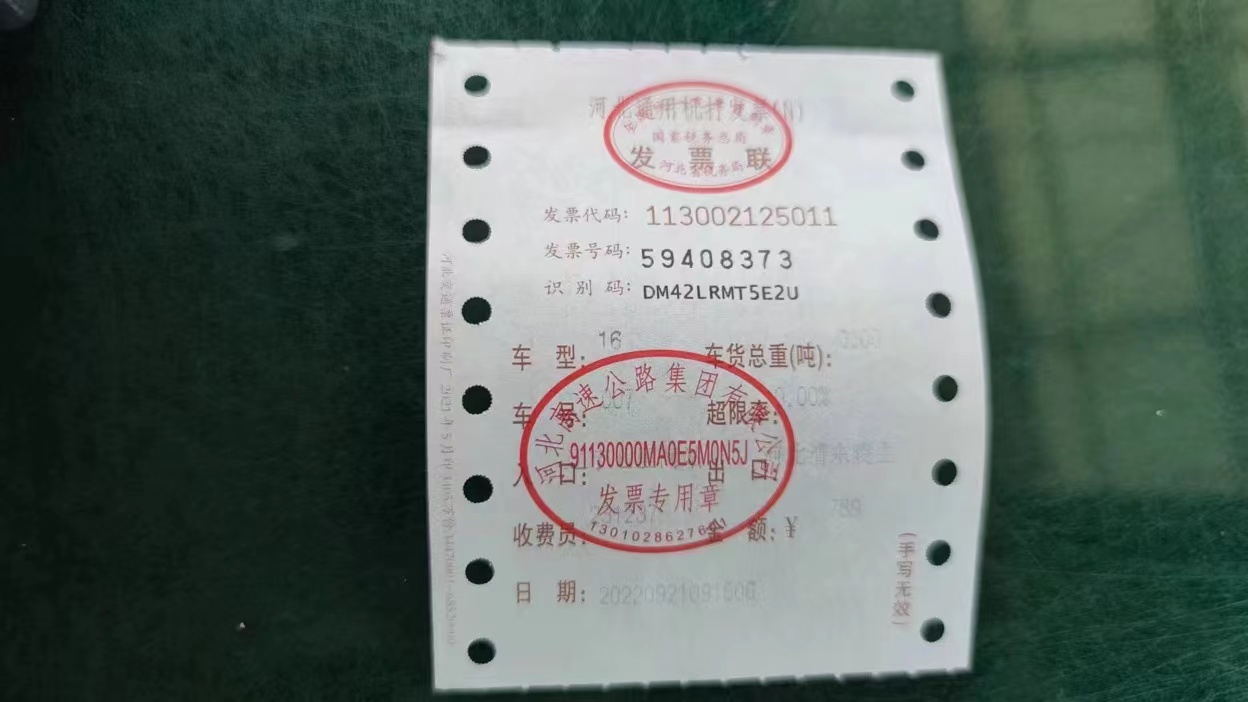 河北通用机打发票(N)
国家税务总局
发票联
河北省税务局
发票代码：113002125011
发票号码：59408373
识别码：DM42LRMT5E2U
车型：16
车货总重(吨)：
车号：
超限率： 0.00%
河北高速公路集团有限公司
91130000MA0E5M0N5J
入口：
出口：
发票专用章
收费员：
金额：¥ 789
日期：20220921091506
(手写无效)